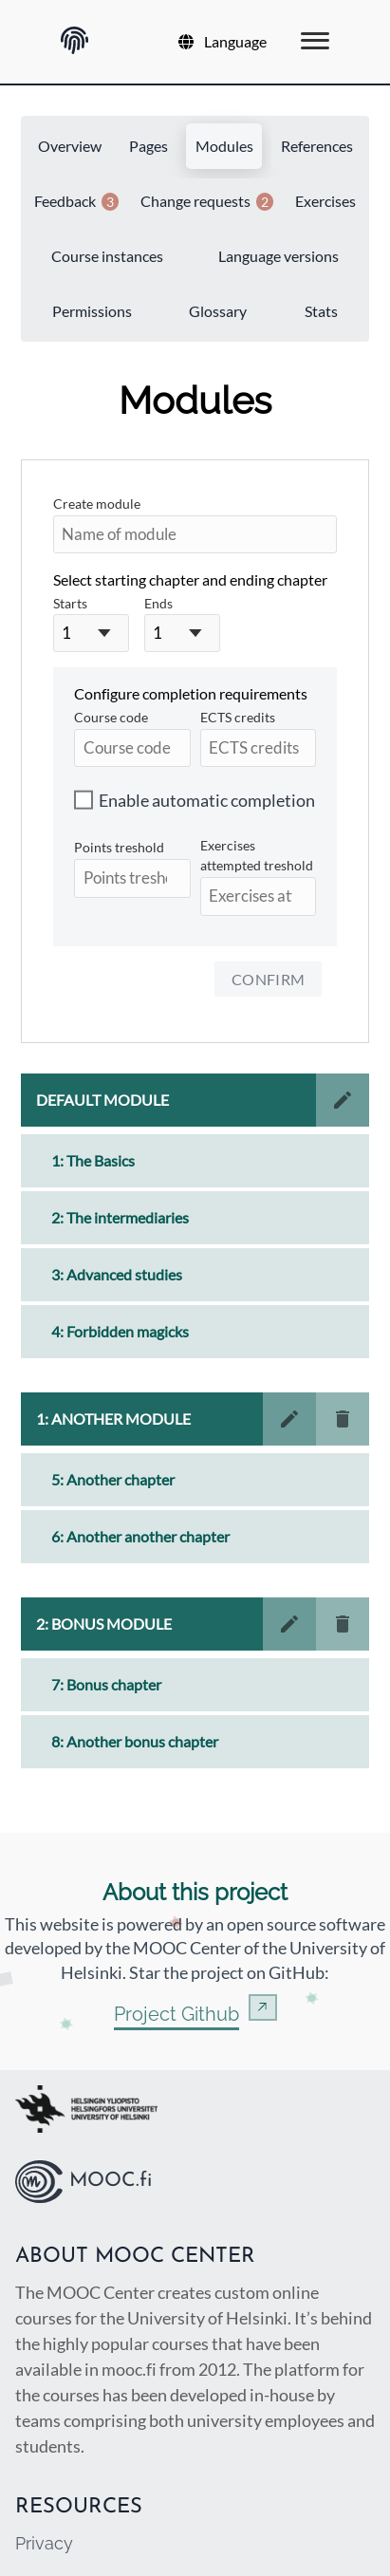 Language
Overview Pages Modules References
Feedback 3 Change requests 2 Exercises
Course instances Language versions
Permissions Glossary Stats
Modules
Create module
Name of module
Select starting chapter and ending chapter
Starts Ends
1 1
Configure completion requirements
Course code ECTS credits
Course code ECTS credits
Enable automatic completion
Points treshold Exercises
attempted treshold
Points tresho Exercises at
CONFIRM
DEFAULT MODULE
1: The Basics
2: The intermediaries
3: Advanced studies
4: Forbidden magicks
1: ANOTHER MODULE
5: Another chapter
6: Another another chapter
2: BONUS MODULE
7: Bonus chapter
8: Another bonus chapter
About this project
This website is powered by an open source software
developed by the MOOC Center of the University of
Helsinki. Star the project on GitHub:
Project Github
HELSINGIN YLIOPISTO
HELSINGFORS UNIVERSITET
UNIVERSITY OF HELSINKI
MOOC.fi
ABOUT MOOC CENTER
The MOOC Center creates custom online
courses for the University of Helsinki. It’s behind
the highly popular courses that have been
available in mooc.fi from 2012. The platform for
the courses has been developed in-house by
teams comprising both university employees and
students.
RESOURCES
Privacy